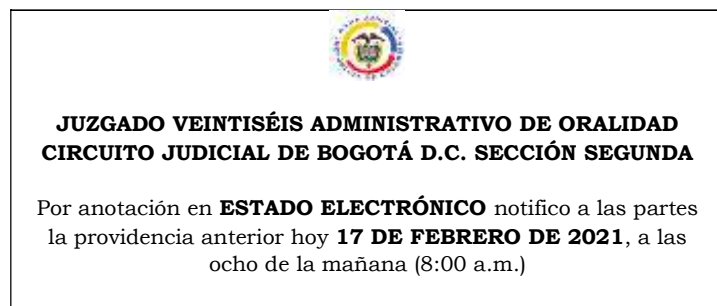 JUZGADO VEINTISÉIS ADMINISTRATIVO DE ORALIDAD
CIRCUITO JUDICIAL DE BOGOTÁ D.C. SECCIÓN SEGUNDA
Por anotación en ESTADO ELECTRÓNICO notifico a las partes
la providencia anterior hoy 17 DE FEBRERO DE 2021, a las
ocho de la mañana (8:00 a.m.)